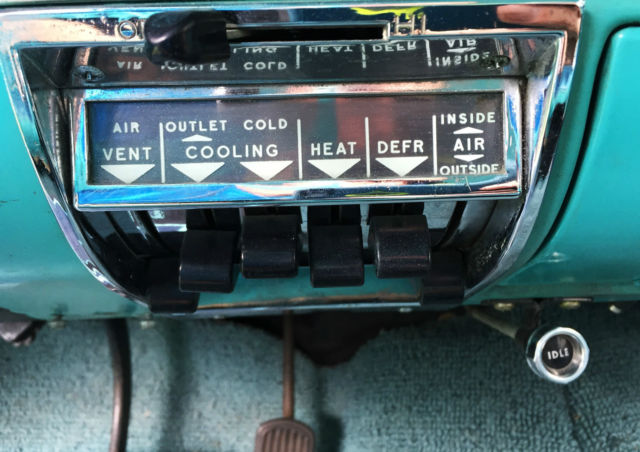 AIR OUTLET COLD HEAT DEFR INSIDE
VENT COOLING AIR
OUTSIDE
IDLE